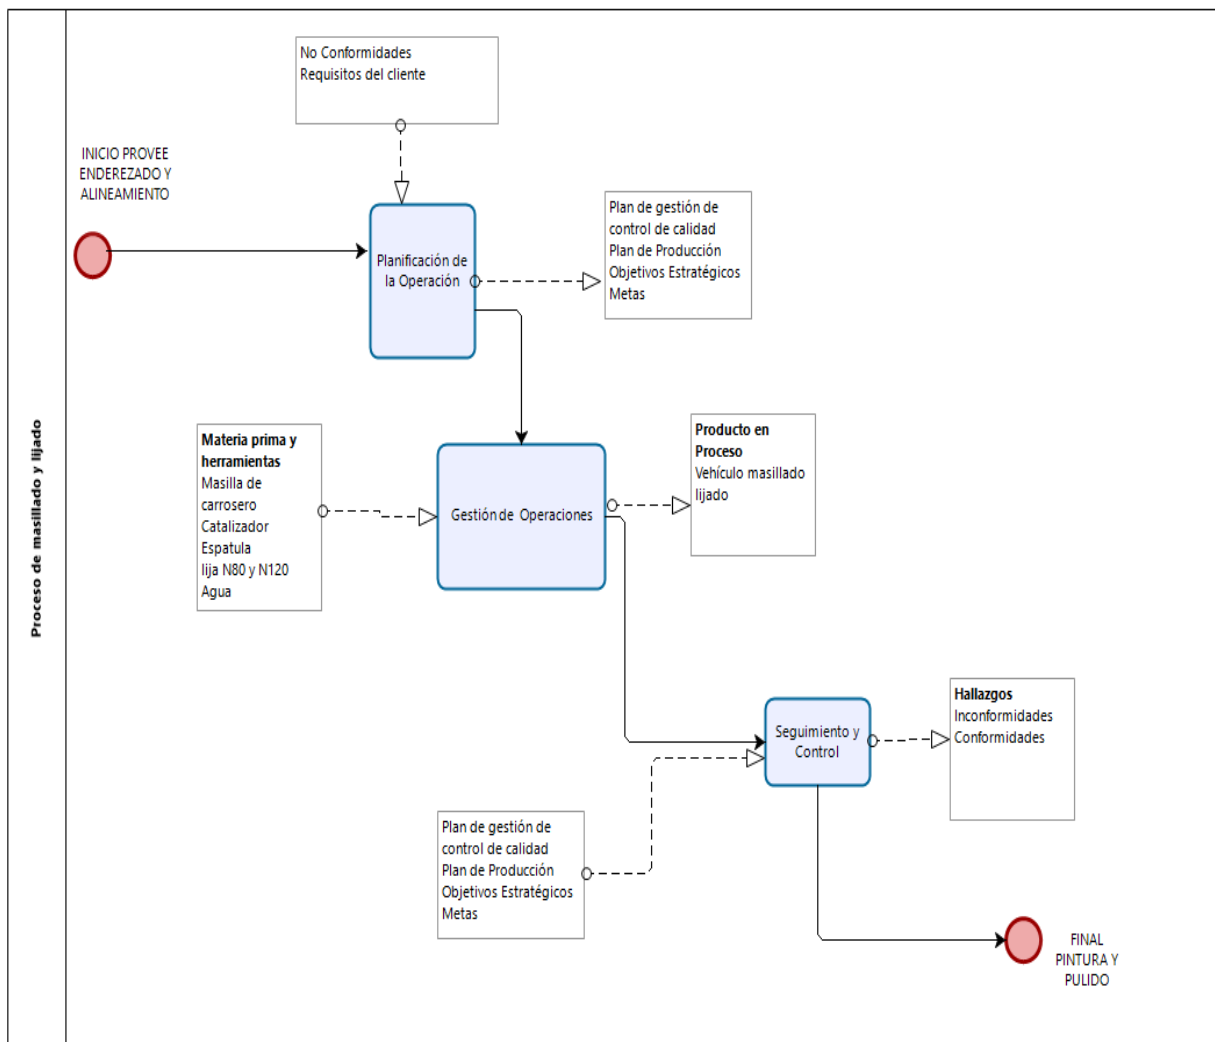 Proceso de masillado y lijado
No Conformidades
Requisitos del cliente
INICIO PROVEE
ENDEREZADO Y
ALINEAMIENTO
Planificación de
la Operación
Plan de gestión de
control de calidad
Plan de Producción
Objetivos Estratégicos
Metas
Materia prima y
herramientas
Masilla de
carrosero
Catalizador
Espatula
lija N80 y N120
Agua
Gestión de Operaciones
Producto en
Proceso
Vehículo masillado
lijado
Seguimiento y
Control
Hallazgos
Inconformidades
Conformidades
Plan de gestión de
control de calidad
Plan de Producción
Objetivos Estratégicos
Metas
FINAL
PINTURA Y
PULIDO